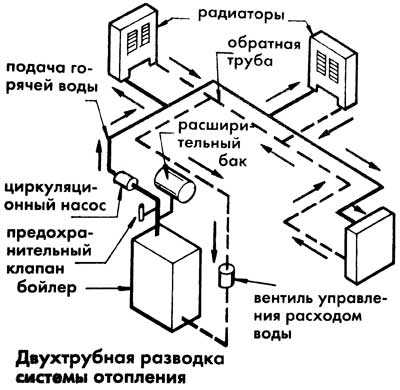 радиаторы
обратная
труба
подача го-
рячей воды
расшири-
тельный
бак
циркуляци-
онный насос
предохра-
нительный
клапан
бойлер
вентиль управле-
ния расходом
воды
Двухтрубная разводка
системы отопления